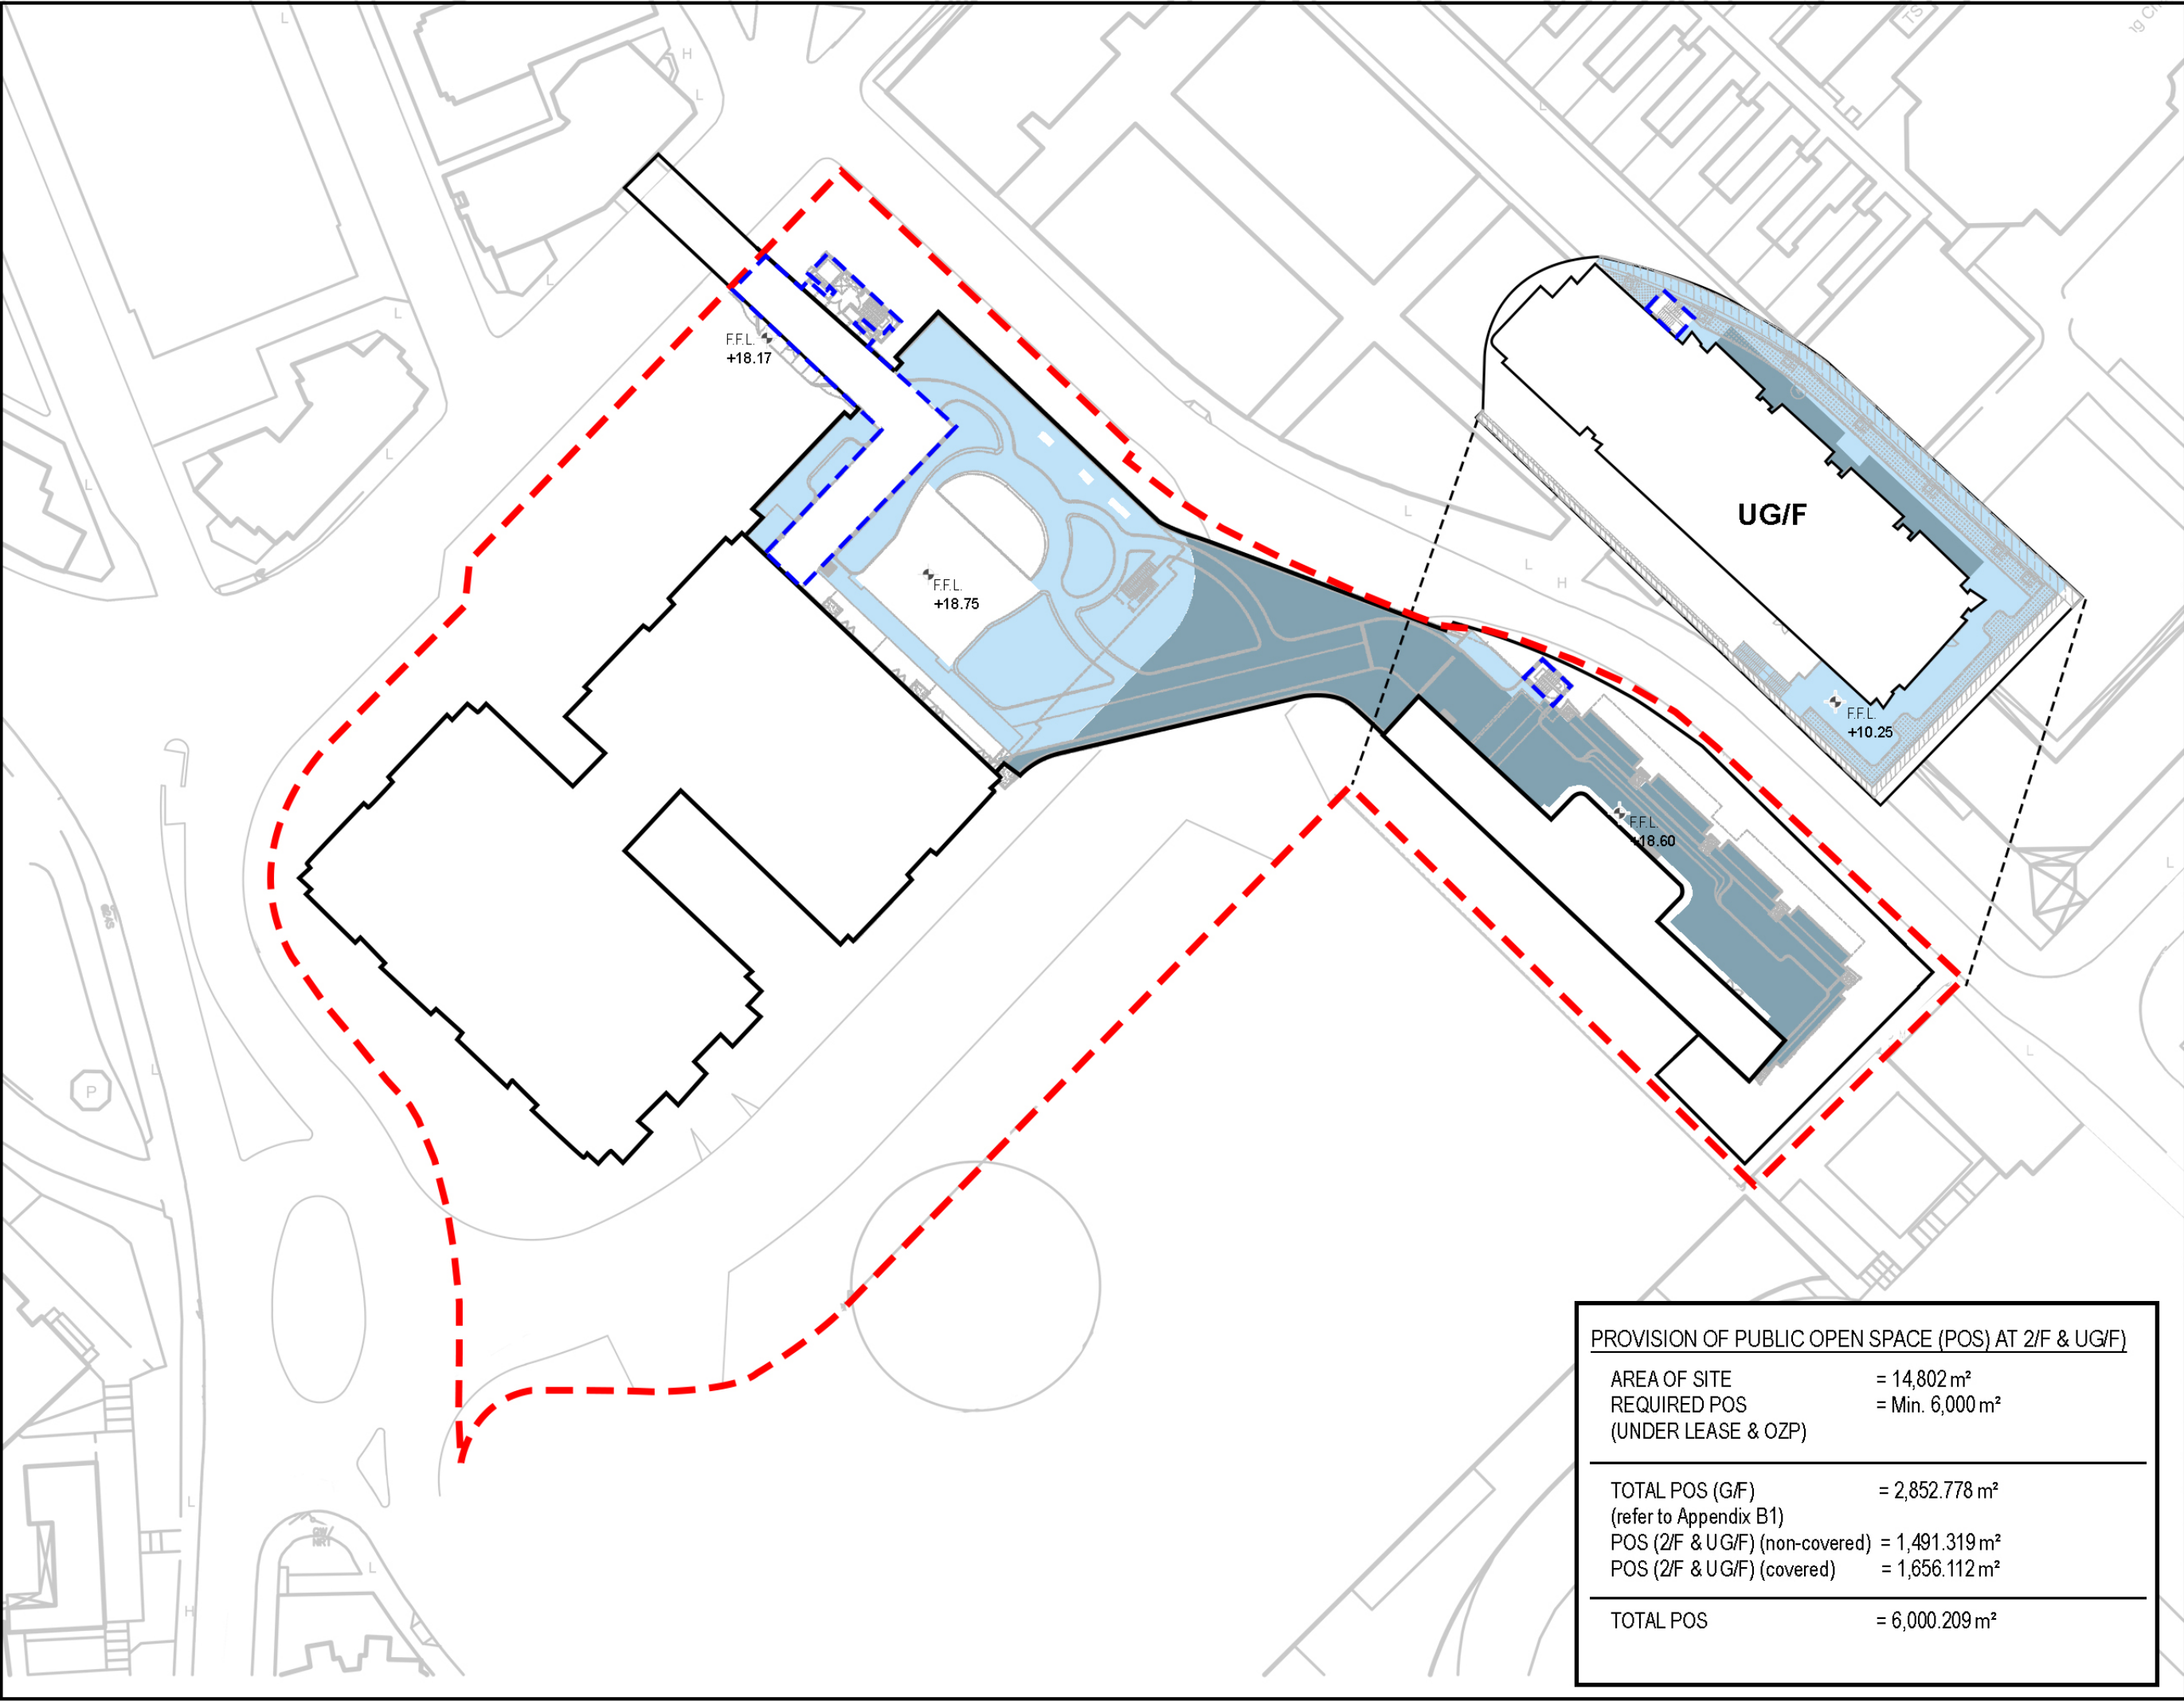 H
L
L
L
L
L
L
L
L
TS
L
F.F.L.
+18.17
F.F.L.
+18.75
UG/F
F.F.L.
+10.25
L
L
H
L
F.F.L.
+18.60
P
L
L
L
L
H
PROVISION OF PUBLIC OPEN SPACE (POS) AT 2/F & UG/F)
AREA OF SITE = 14,802 m²
REQUIRED POS = Min. 6,000 m²
(UNDER LEASE & OZP)
TOTAL POS (G/F) = 2,852.778 m²
(refer to Appendix B1)
POS (2/F & UG/F) (non-covered) = 1,491.319 m²
POS (2/F & UG/F) (covered) = 1,656.112 m²
TOTAL POS = 6,000.209 m²